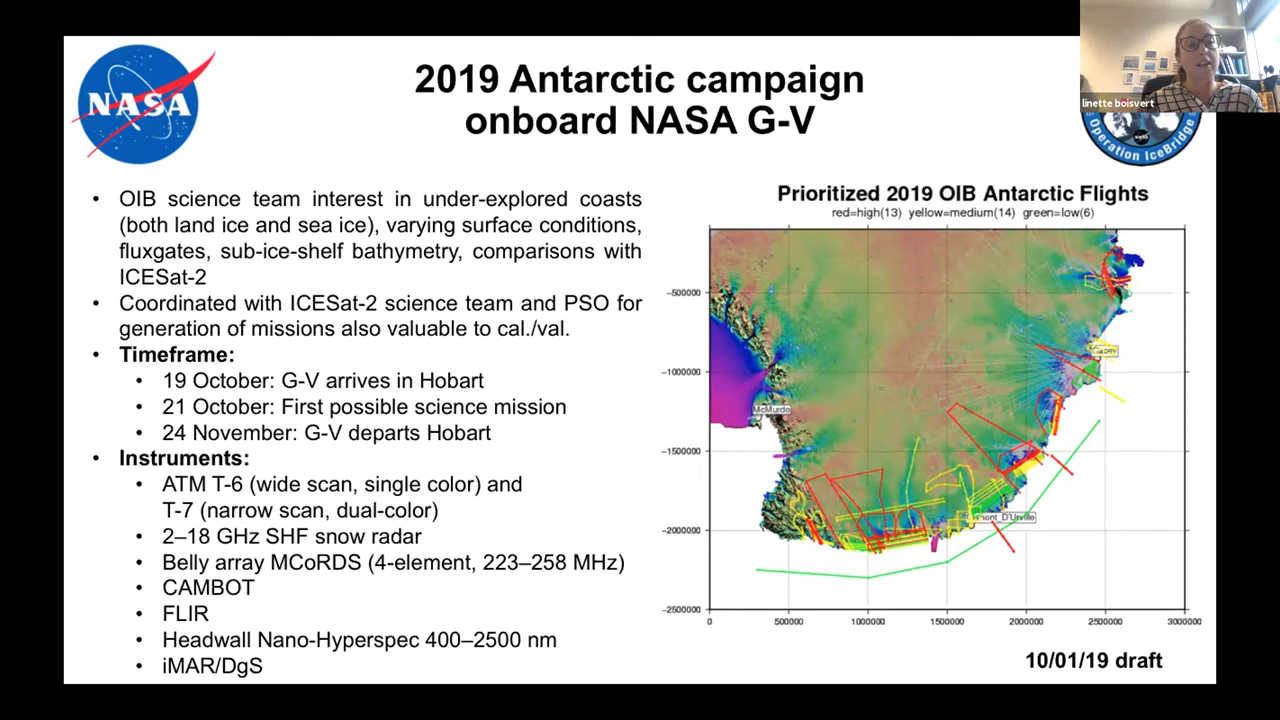 NASA
2019 Antarctic campaign
onboard NASA G-V
linette boisvert
Operation IceBridge
• OIB science team interest in under-explored coasts
(both land ice and sea ice), varying surface conditions,
fluxgates, sub-ice-shelf bathymetry, comparisons with
ICESat-2
• Coordinated with ICESat-2 science team and PSO for
generation of missions also valuable to cal./val.
• Timeframe:
• 19 October: G-V arrives in Hobart
• 21 October: First possible science mission
• 24 November: G-V departs Hobart
• Instruments:
• ATM T-6 (wide scan, single color) and
T-7 (narrow scan, dual-color)
• 2–18 GHz SHF snow radar
• Belly array MCoRDS (4-element, 223–258 MHz)
• CAMBOT
• FLIR
• Headwall Nano-Hyperspec 400–2500 nm
• iMAR/DgS
Prioritized 2019 OIB Antarctic Flights
red=high(13) yellow=medium(14) green=low(6)
−500000
−1000000
−1500000
−2000000
−2500000
0 500000 1000000 1500000 2000000 2500000 3000000
Casey
McMurdo
mont_D'Urville
10/01/19 draft